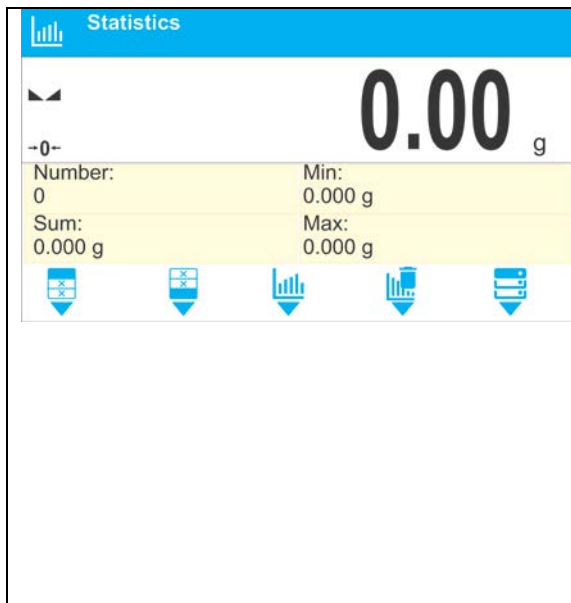 Statistics
0.00 g
→0←
Number:
0
Min:
0.000 g
Sum:
0.000 g
Max:
0.000 g